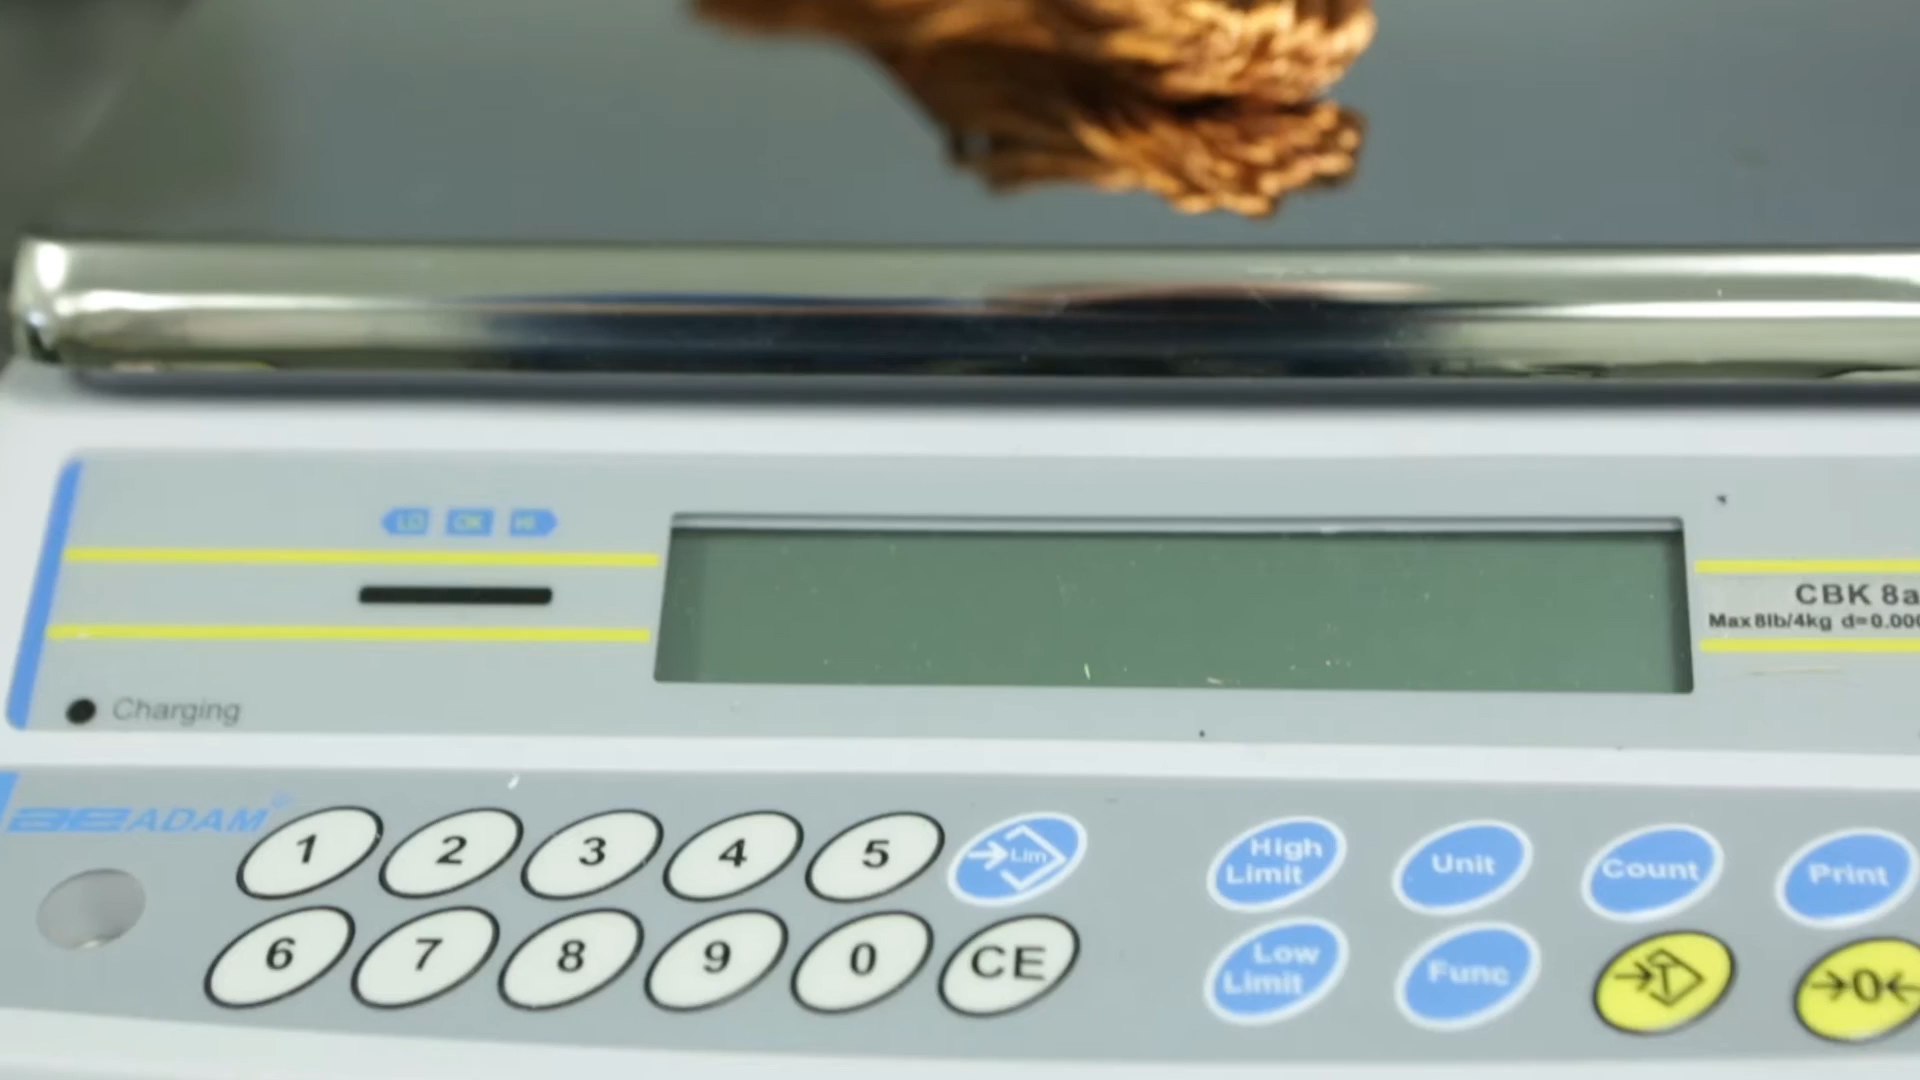 LO OK HI
CBK 8a
Max 8lb/4kg d=0.000
Charging
ae ADAM®
1 2 3 4 5 →Lim
High Limit
Unit
Count
Print
6 7 8 9 0 CE
Low Limit
Func
→T
→0←